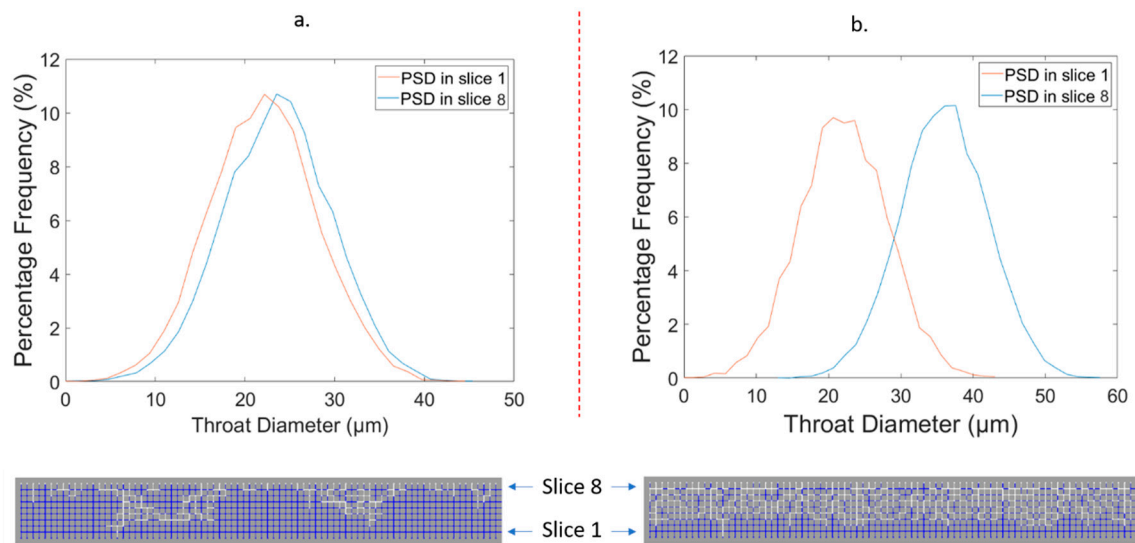 a.
12
10
8
6
4
2
0
Percentage Frequency (%)
PSD in slice 1
PSD in slice 8
0 10 20 30 40 50
Throat Diameter (μm)
b.
12
10
8
6
4
2
0
Percentage Frequency (%)
PSD in slice 1
PSD in slice 8
0 10 20 30 40 50 60
Throat Diameter (μm)
Slice 8
Slice 1